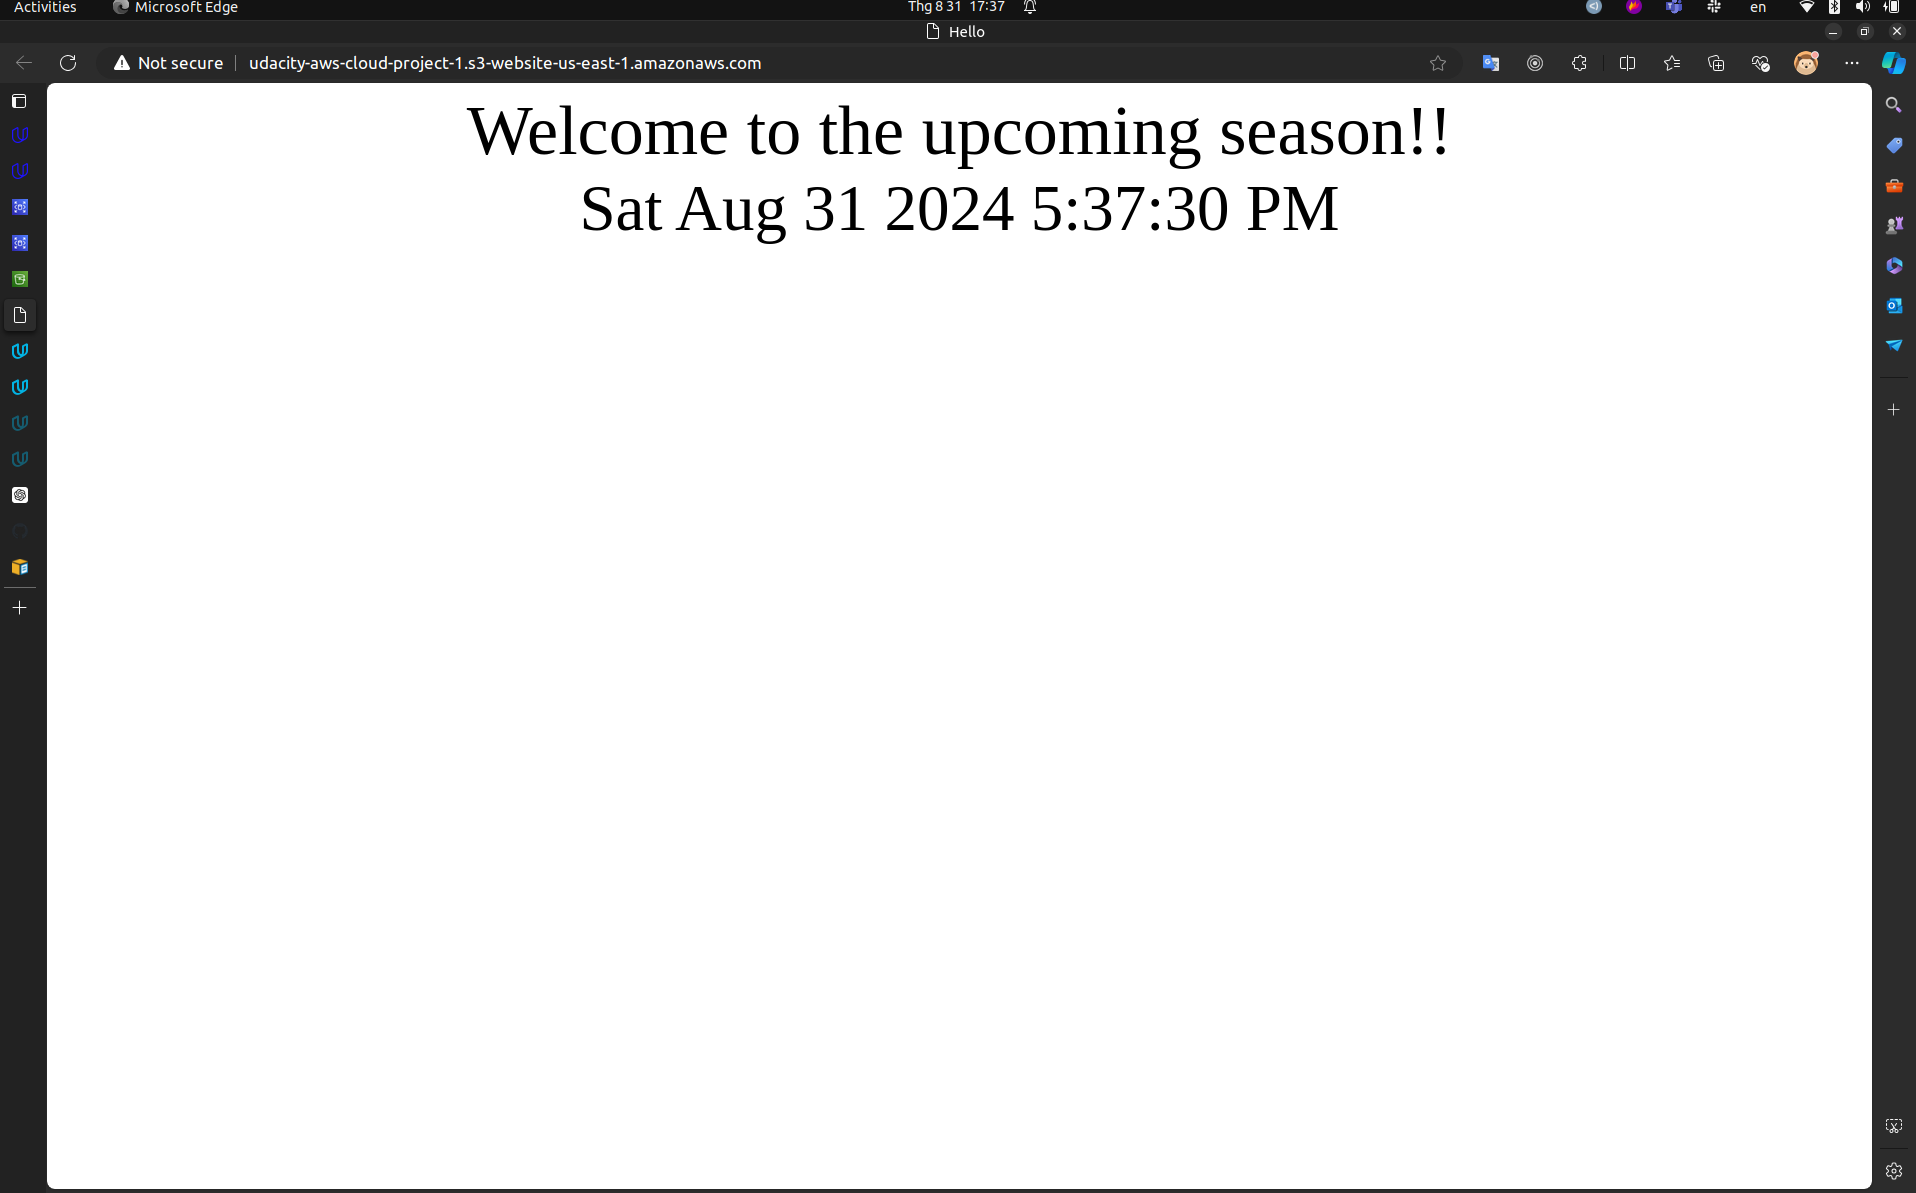 Activities Microsoft Edge Thg 8 31 17:37 en
Hello
Not secure udacity-aws-cloud-project-1.s3-website-us-east-1.amazonaws.com
Welcome to the upcoming season!!
Sat Aug 31 2024 5:37:30 PM